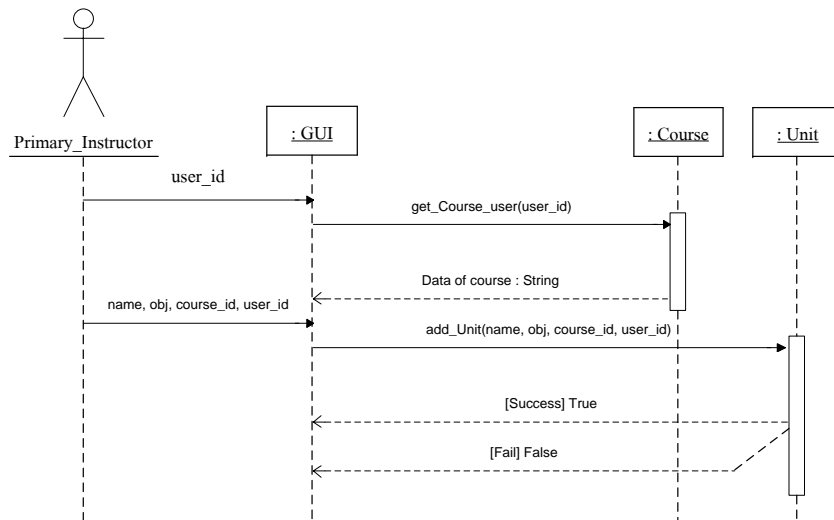 Primary_Instructor
: GUI
: Course
: Unit
user_id
get_Course_user(user_id)
Data of course : String
name, obj, course_id, user_id
add_Unit(name, obj, course_id, user_id)
[Success] True
[Fail] False